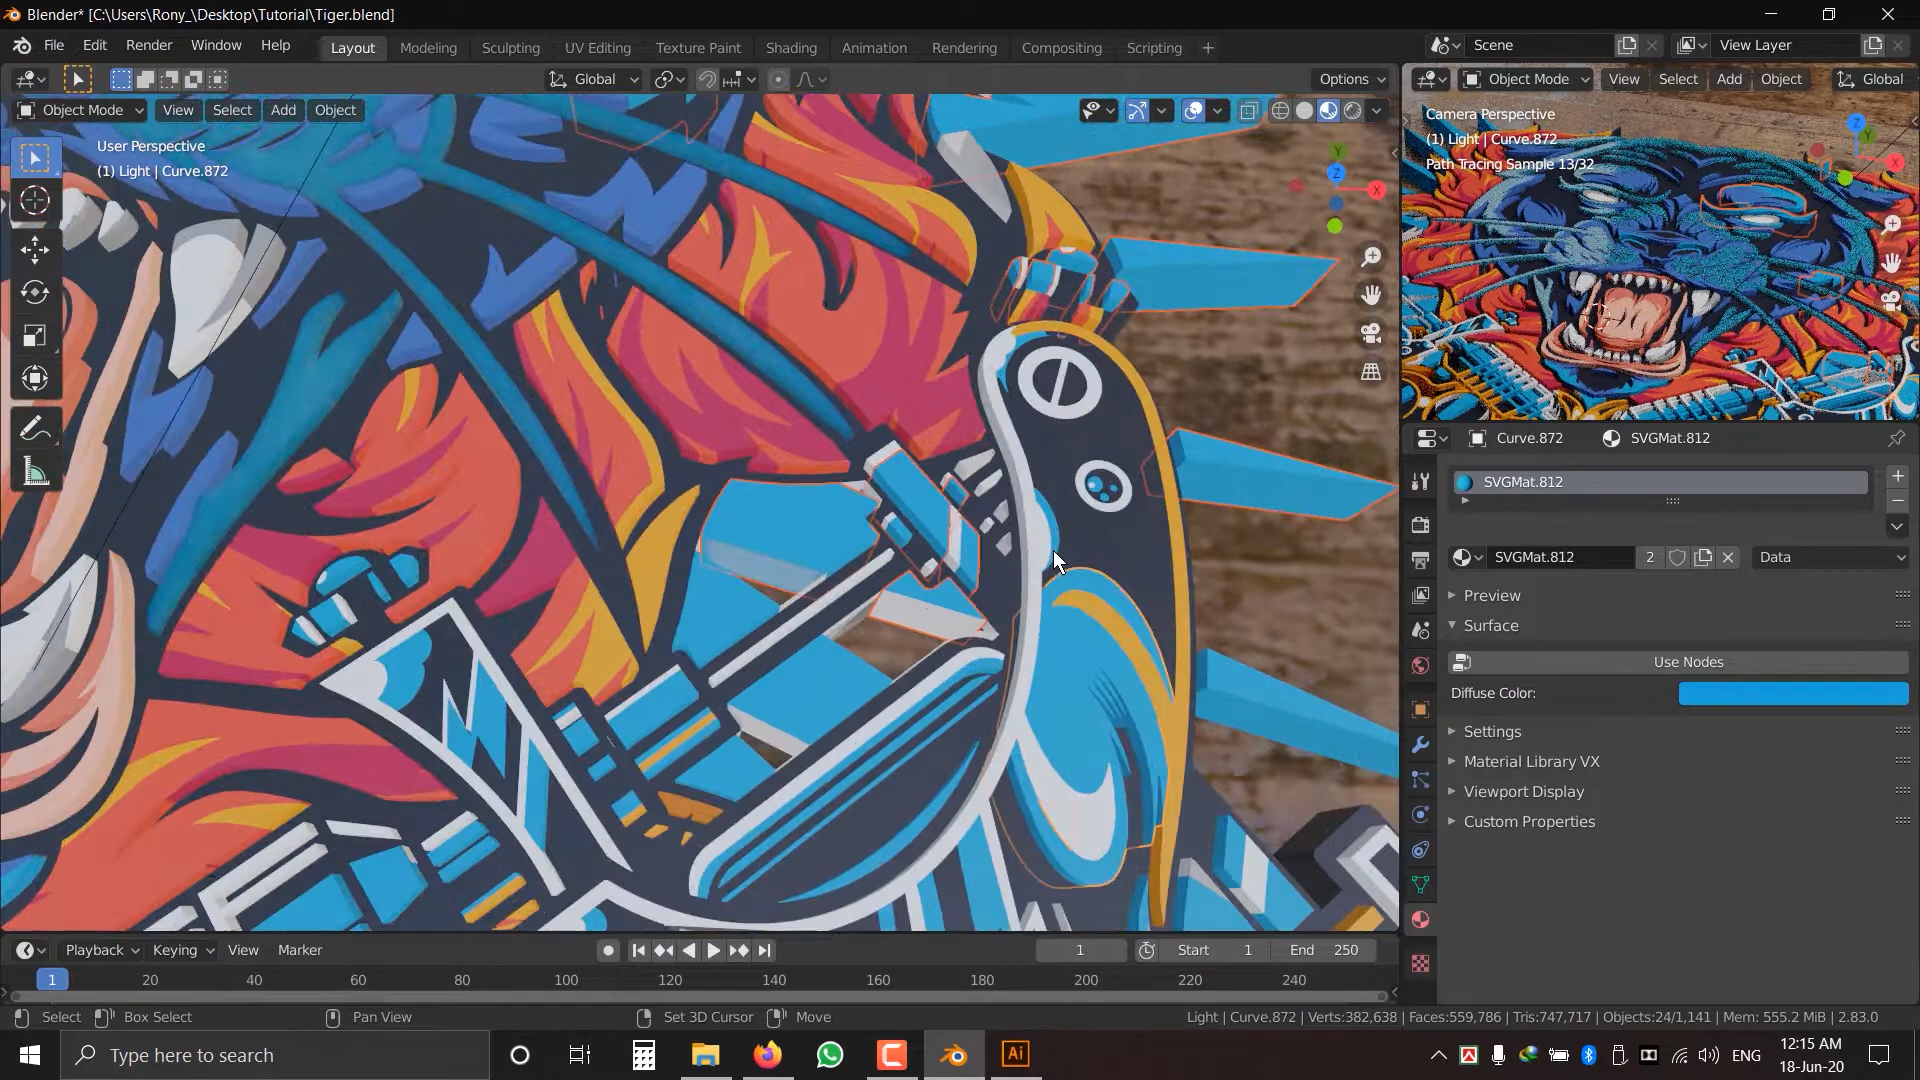 Blender* [C:\Users\Rony_\Desktop\Tutorial\Tiger.blend]
File Edit Render Window Help Layout Modeling Sculpting UV Editing Texture Paint Shading Animation Rendering Compositing Scripting + Scene View Layer
Global Options Object Mode View Select Add Object Global
Object Mode View Select Add Object
User Perspective
(1) Light | Curve.872
Y
Z
X
Camera Perspective
(1) Light | Curve.872
Path Tracing Sample 13/32
Z
Y
X
Curve.872 SVGMat.812
SVGMat.812
SVGMat.812 2 Data
Preview
Surface
Use Nodes
Diffuse Color:
Settings
Material Library VX
Viewport Display
Custom Properties
Playback Keying View Marker 1 Start 1 End 250
1 20 40 60 80 100 120 140 160 180 200 220 240
Select Box Select Pan View Set 3D Cursor Move Light | Curve.872 | Verts:382,638 | Faces:559,786 | Tris:747,717 | Objects:24/1,141 | Mem: 555.2 MiB | 2.83.0
Type here to search Ai ENG 12:15 AM
18-Jun-20